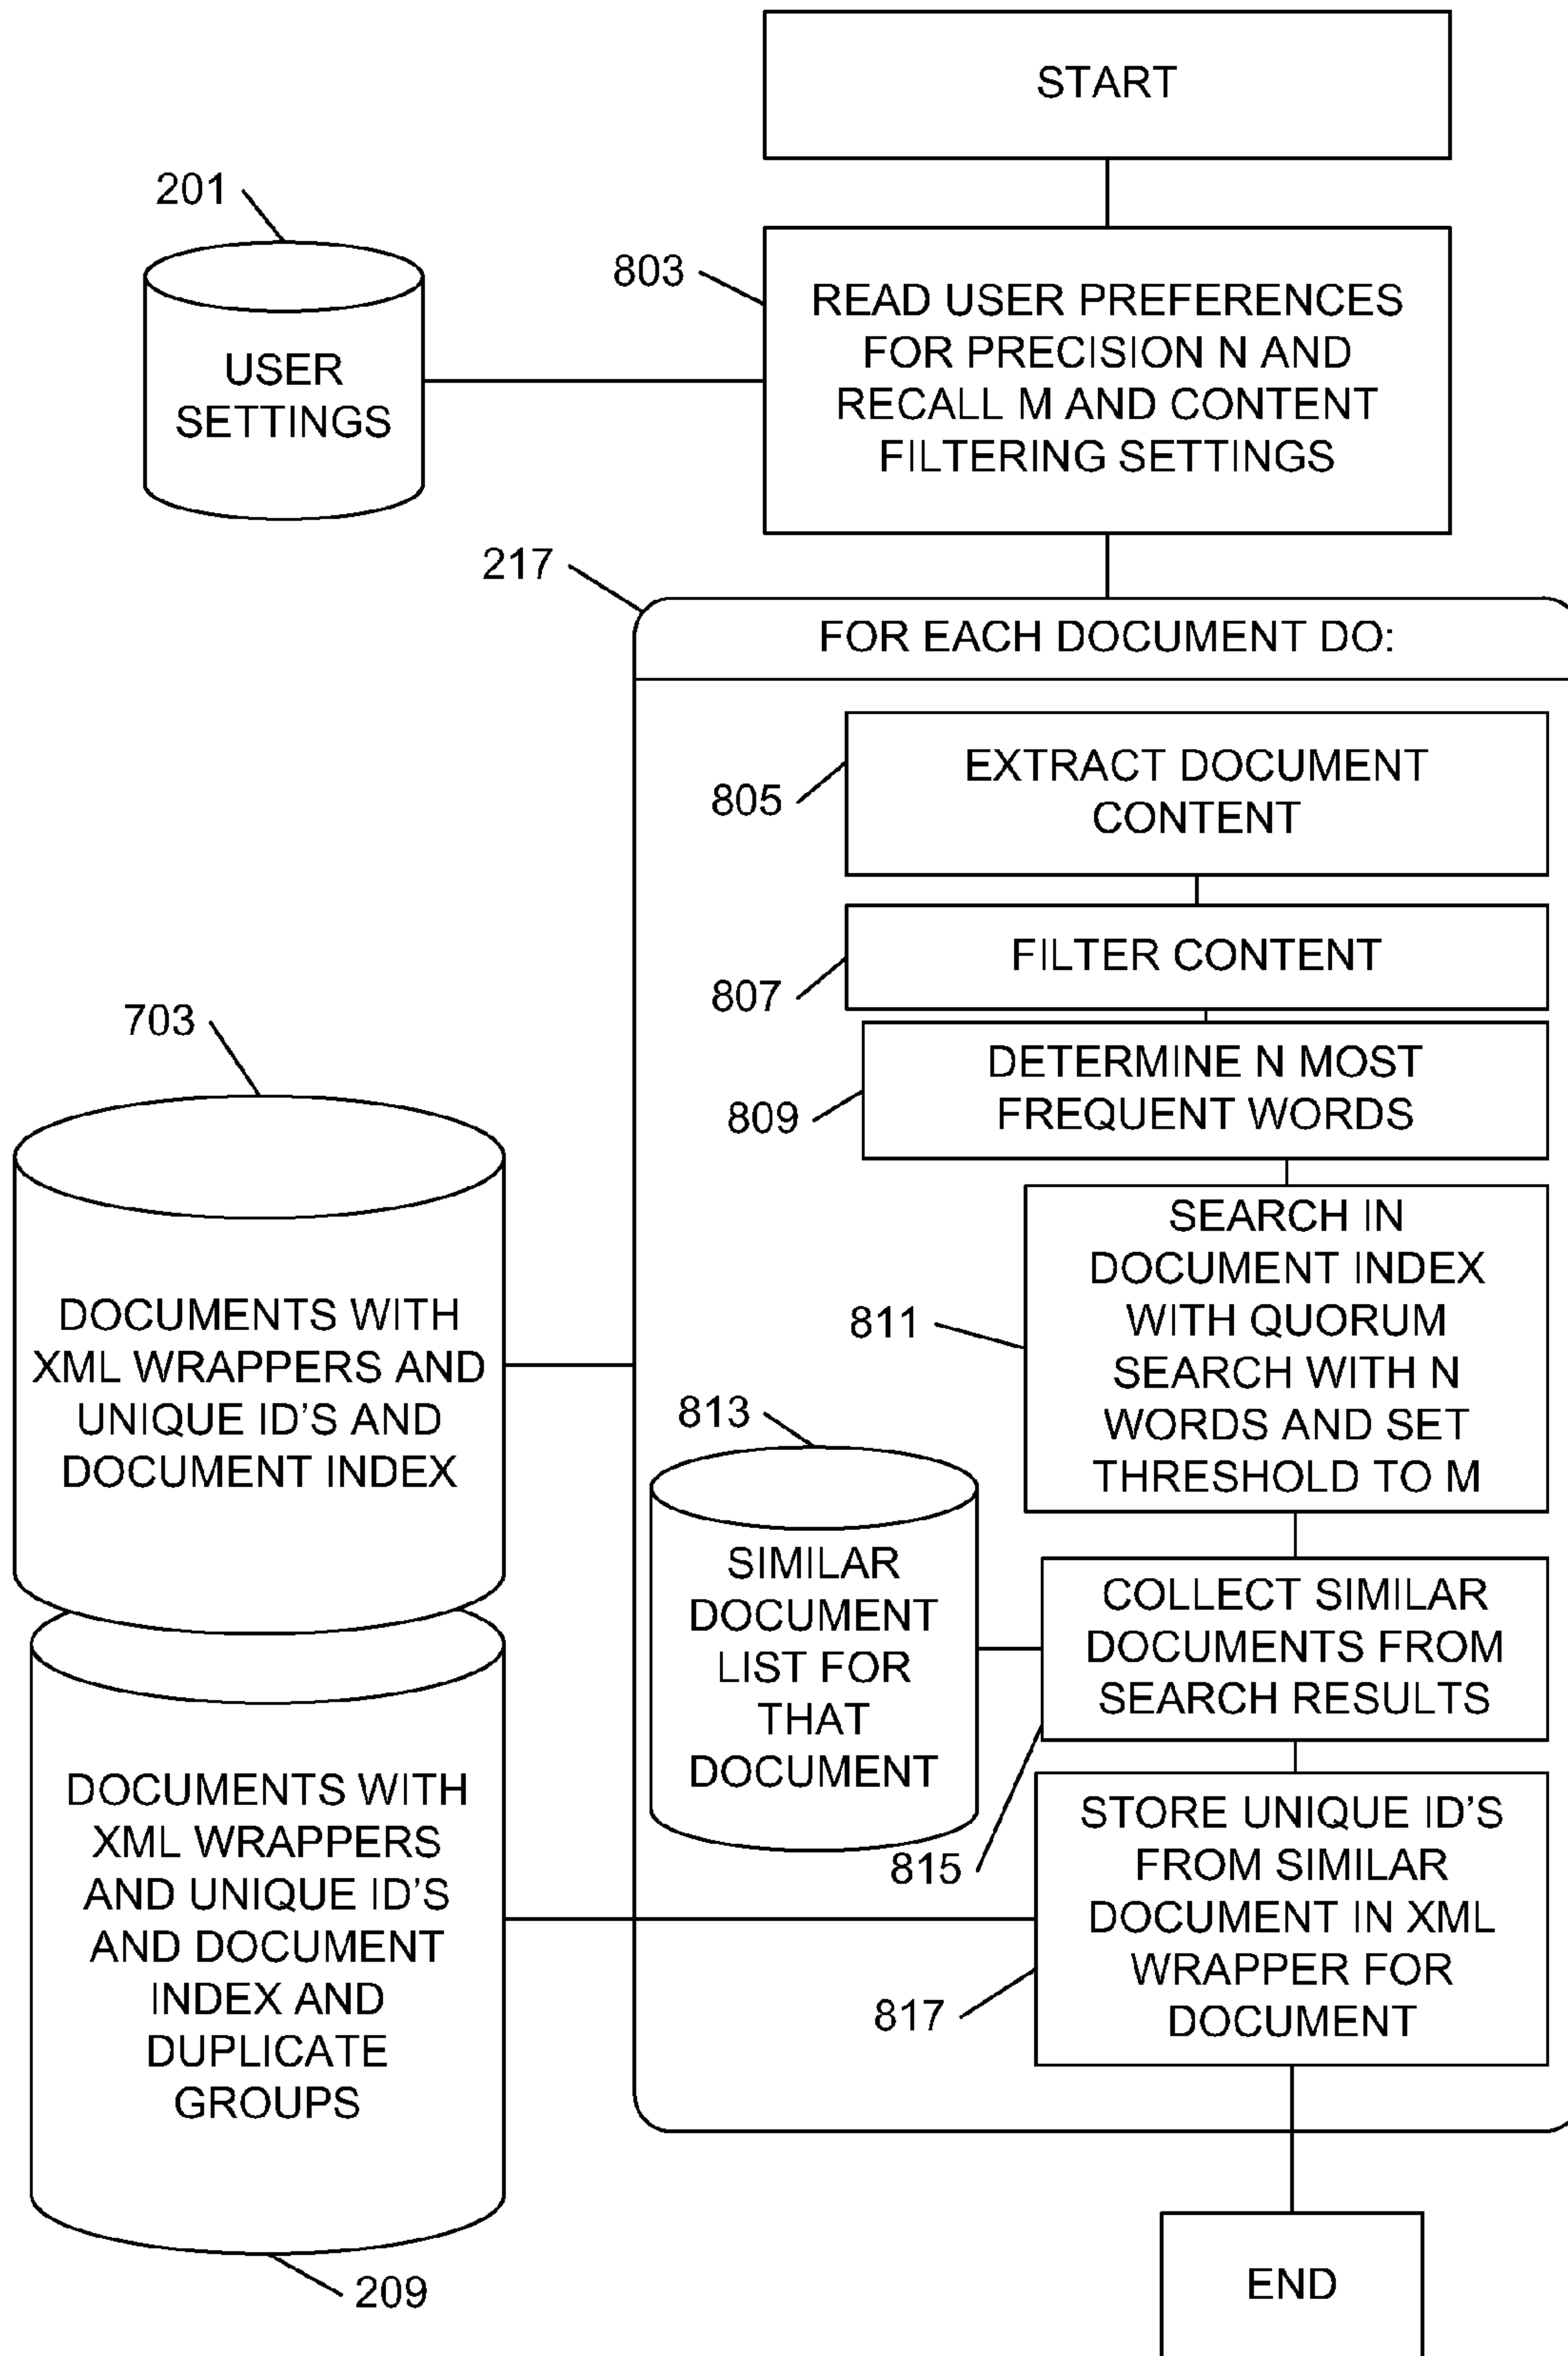 START
201
USER
SETTINGS
803
READ USER PREFERENCES
FOR PRECISION N AND
RECALL M AND CONTENT
FILTERING SETTINGS
217
FOR EACH DOCUMENT DO:
805
EXTRACT DOCUMENT
CONTENT
807
FILTER CONTENT
809
DETERMINE N MOST
FREQUENT WORDS
703
DOCUMENTS WITH
XML WRAPPERS AND
UNIQUE ID'S AND
DOCUMENT INDEX
811
SEARCH IN
DOCUMENT INDEX
WITH QUORUM
SEARCH WITH N
WORDS AND SET
THRESHOLD TO M
813
SIMILAR
DOCUMENT
LIST FOR
THAT
DOCUMENT
815
COLLECT SIMILAR
DOCUMENTS FROM
SEARCH RESULTS
DOCUMENTS WITH
XML WRAPPERS
AND UNIQUE ID'S
AND DOCUMENT
INDEX AND
DUPLICATE
GROUPS
209
817
STORE UNIQUE ID'S
FROM SIMILAR
DOCUMENT IN XML
WRAPPER FOR
DOCUMENT
END